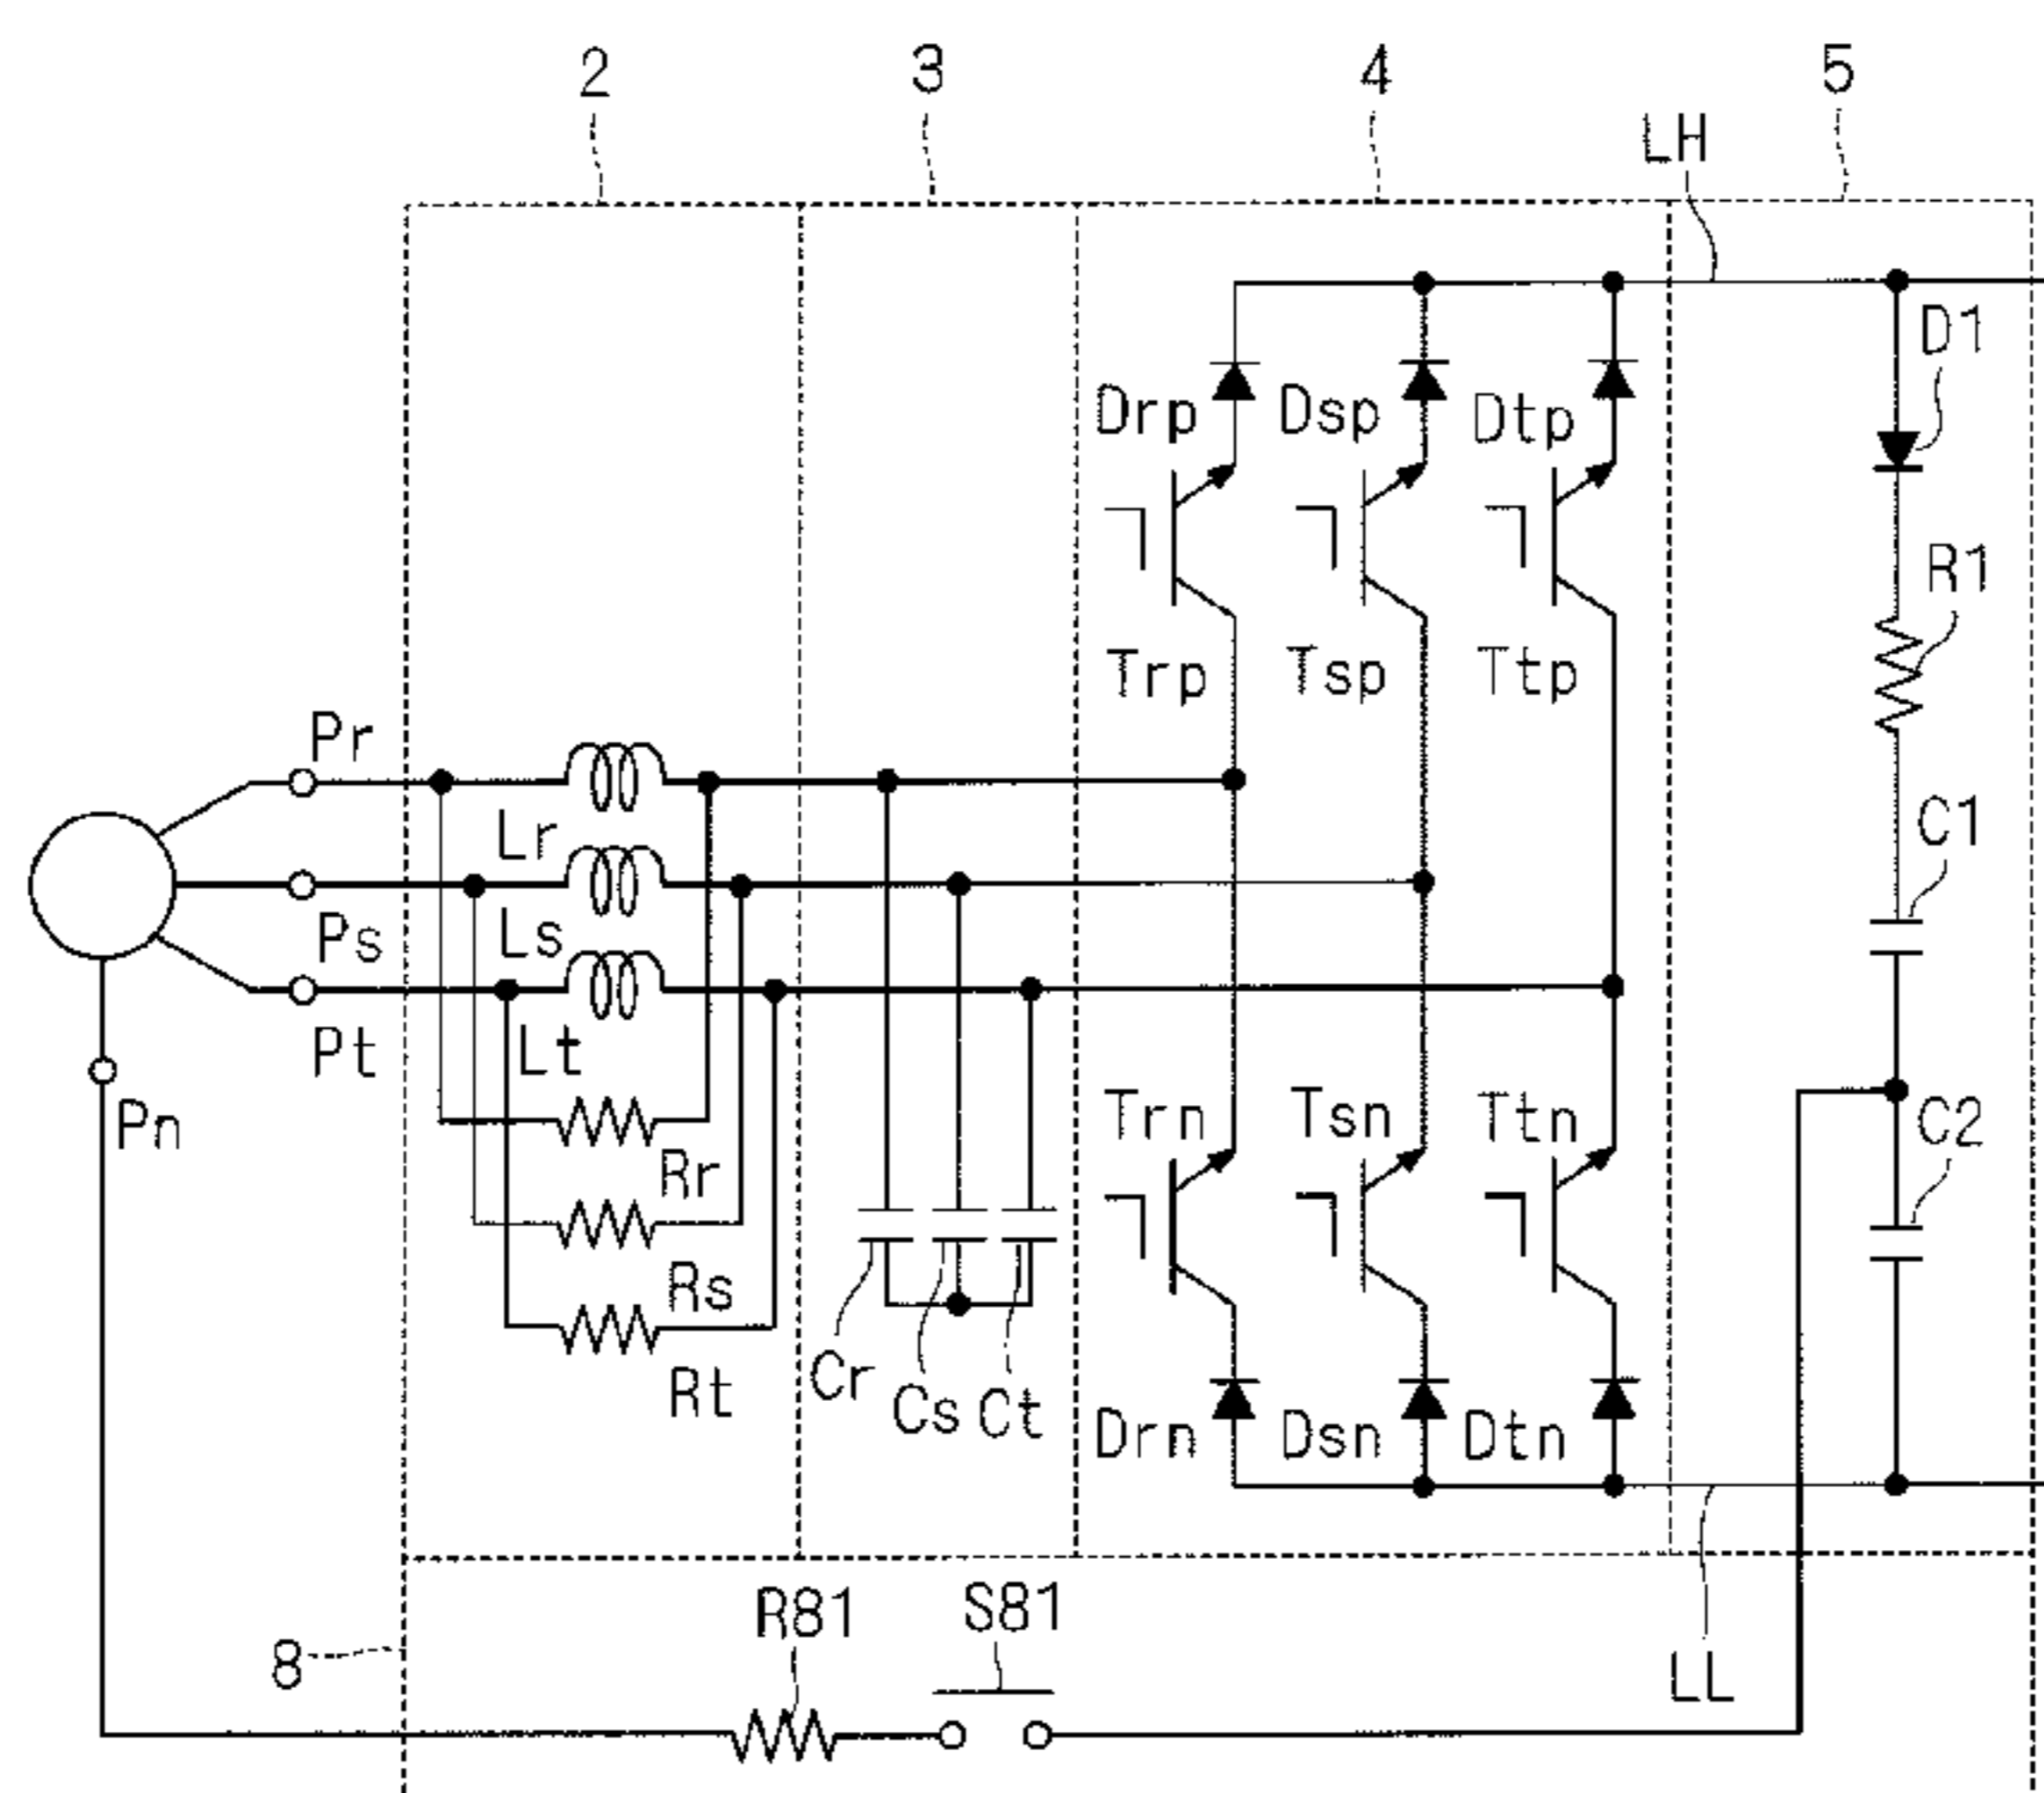 2
3
4
5
LH
D1
Drp
Dsp
Dtp
R1
Trp
Tsp
Ttp
Pr
C1
Lr
Ps
Ls
Pt
Lt
Pn
Trn
Tsn
Ttn
C2
Rr
Rs
Rt
Cr
Cs
Ct
Drn
Dsn
Dtn
R81
S81
8
LL